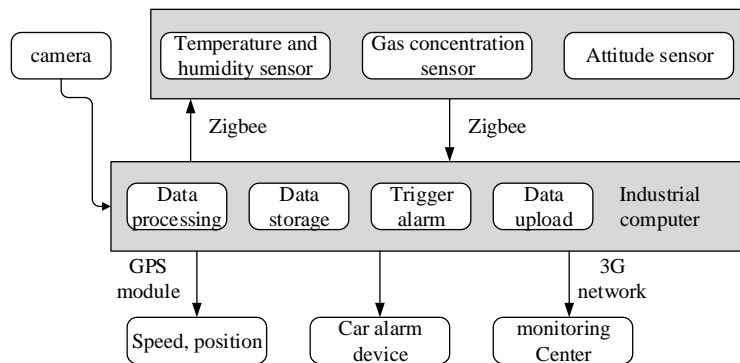 camera
Temperature and
humidity sensor
Gas concentration
sensor
Attitude sensor
Zigbee
Zigbee
Data
processing
Data
storage
Trigger
alarm
Data
upload
Industrial
computer
GPS
module
3G
network
Speed, position
Car alarm
device
monitoring
Center